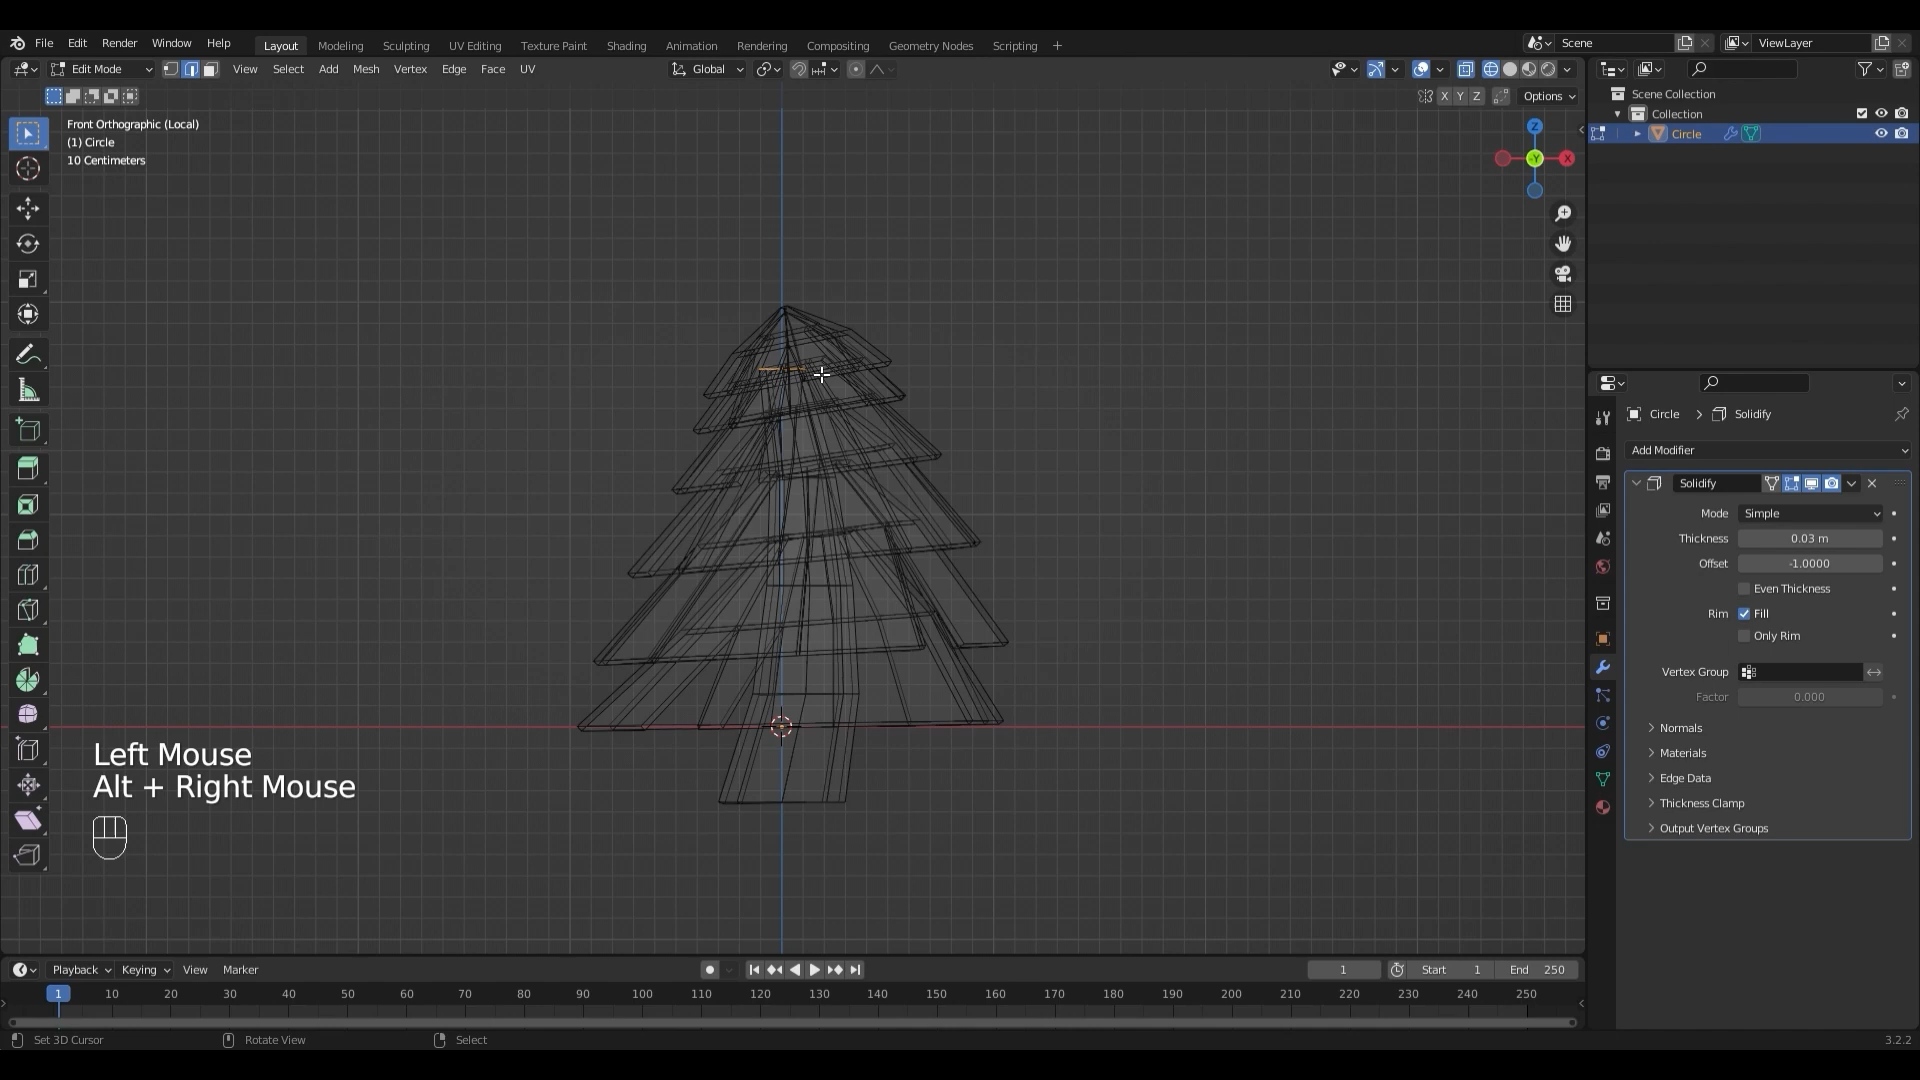 File Edit Render Window Help Layout Modeling Sculpting UV Editing Texture Paint Shading Animation Rendering Compositing Geometry Nodes Scripting + Scene ViewLayer
Edit Mode View Select Add Mesh Vertex Edge Face UV Global
X Y Z Options
Scene Collection
Collection
Circle
Front Orthographic (Local)
(1) Circle
10 Centimeters
Z
-Y
X
Circle > Solidify
Add Modifier
Solidify
Mode Simple
Thickness 0.03 m
Offset -1.0000
Even Thickness
Rim Fill
Only Rim
Vertex Group
Factor 0.000
Normals
Materials
Edge Data
Thickness Clamp
Output Vertex Groups
Left Mouse
Alt + Right Mouse
Playback Keying View Marker 1 Start 1 End 250
1 10 20 30 40 50 60 70 80 90 100 110 120 130 140 150 160 170 180 190 200 210 220 230 240 250
Set 3D Cursor Rotate View Select 3.2.2